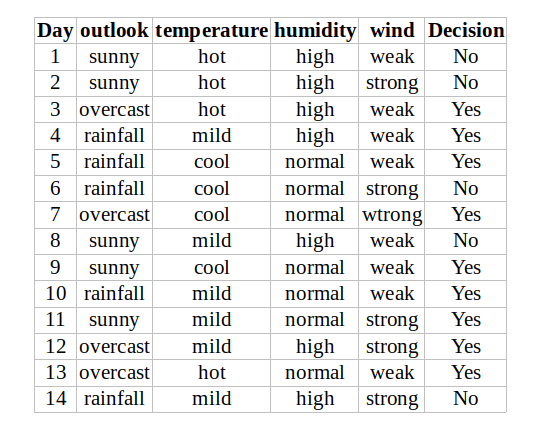 Day outlook temperature humidity wind Decision
1 sunny hot high weak No
2 sunny hot high strong No
3 overcast hot high weak Yes
4 rainfall mild high weak Yes
5 rainfall cool normal weak Yes
6 rainfall cool normal strong No
7 overcast cool normal wtrong Yes
8 sunny mild high weak No
9 sunny cool normal weak Yes
10 rainfall mild normal weak Yes
11 sunny mild normal strong Yes
12 overcast mild high strong Yes
13 overcast hot normal weak Yes
14 rainfall mild high strong No